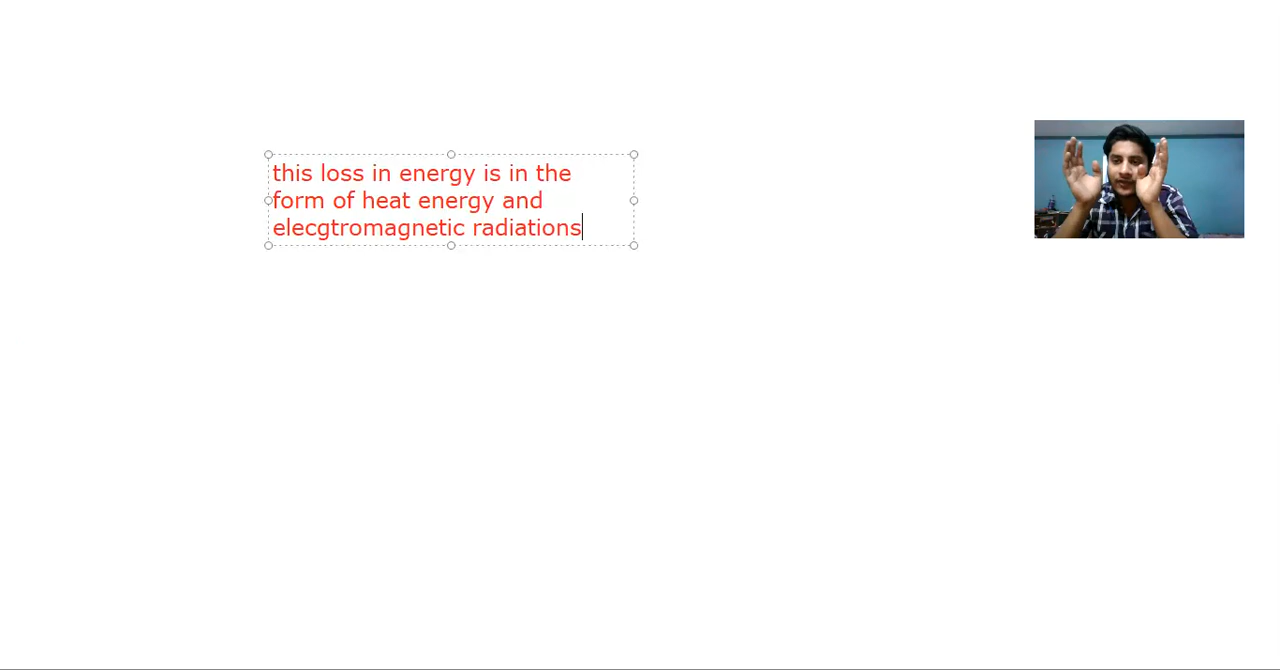 this loss in energy is in the
form of heat energy and
elecgtromagnetic radiations